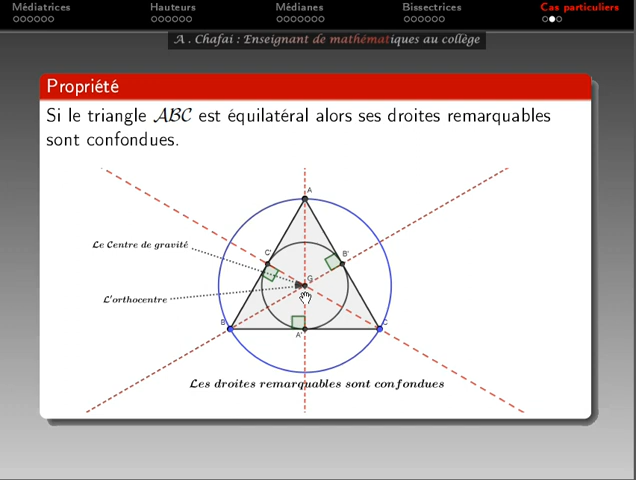 Médiatrices Hauteurs Médianes Bissectrices Cas particuliers
A . Chafai : Enseignant de mathématiques au collège
Propriété
Si le triangle ABC est équilatéral alors ses droites remarquables
sont confondues.
A
Le Centre de gravité
C'
B'
G
L'orthocentre
B
C
A'
Les droites remarquables sont confondues